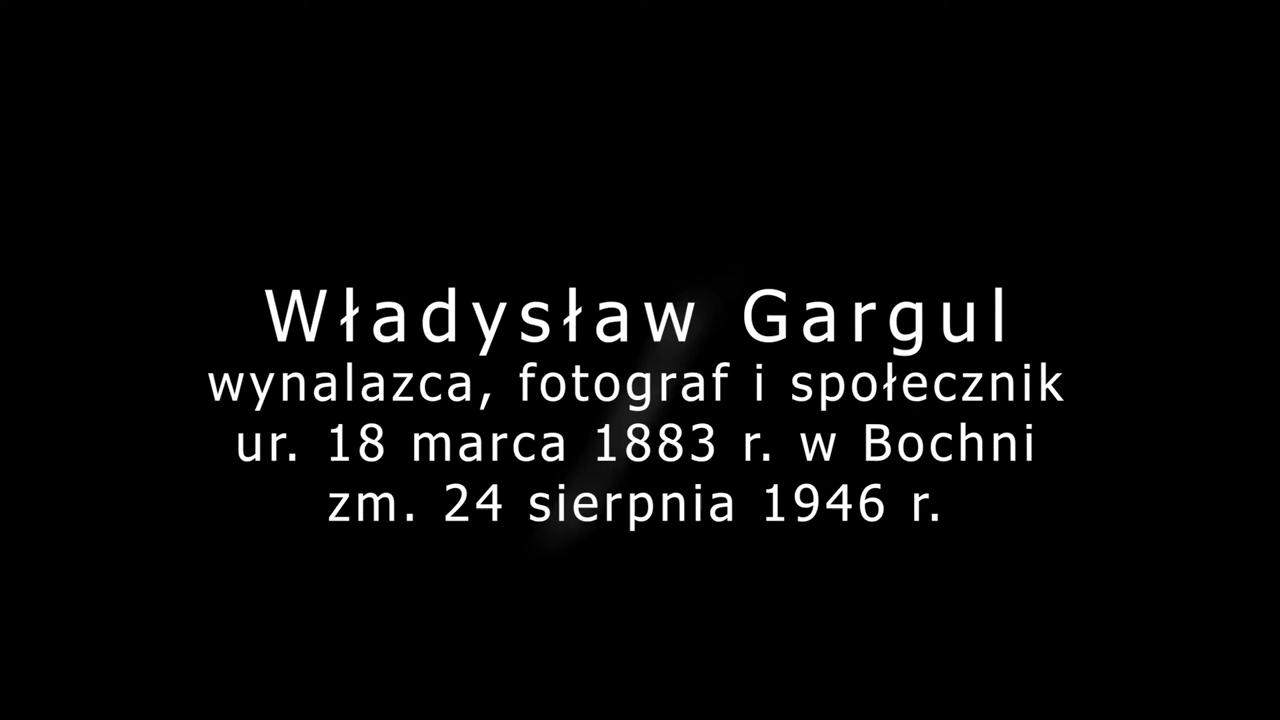 Władysław Gargul
wynalazca, fotograf i społecznik
ur. 18 marca 1883 r. w Bochni
zm. 24 sierpnia 1946 r.